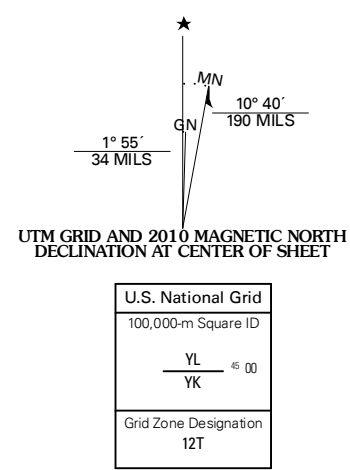 MN
GN
10° 40´
190 MILS
1° 55´
34 MILS
UTM GRID AND 2010 MAGNETIC NORTH
DECLINATION AT CENTER OF SHEET
U.S. National Grid
100,000-m Square ID
YL
45 00
YK
Grid Zone Designation
12T